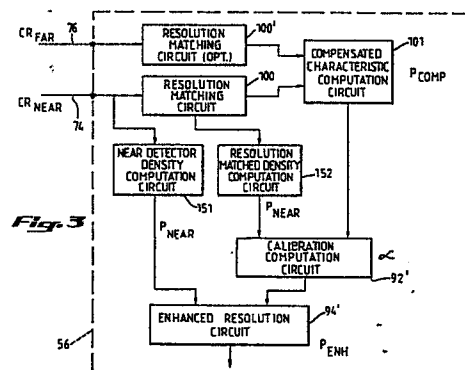 CR FAR
76
RESOLUTION
MATCHING
CIRCUIT (OPT.)
100'
CR NEAR
74
RESOLUTION
MATCHING
CIRCUIT
100
COMPENSATED
CHARACTERISTIC
COMPUTATION
CIRCUIT
101
P COMP
NEAR DETECTOR
DENSITY
COMPUTATION
CIRCUIT
151
RESOLUTION
MATCHED DENSITY
COMPUTATION
CIRCUIT
152
Fig. 3
P NEAR
P NEAR
CALIBRATION
COMPUTATION
CIRCUIT
∝
92'
ENHANCED RESOLUTION
CIRCUIT
94'
56
P ENH